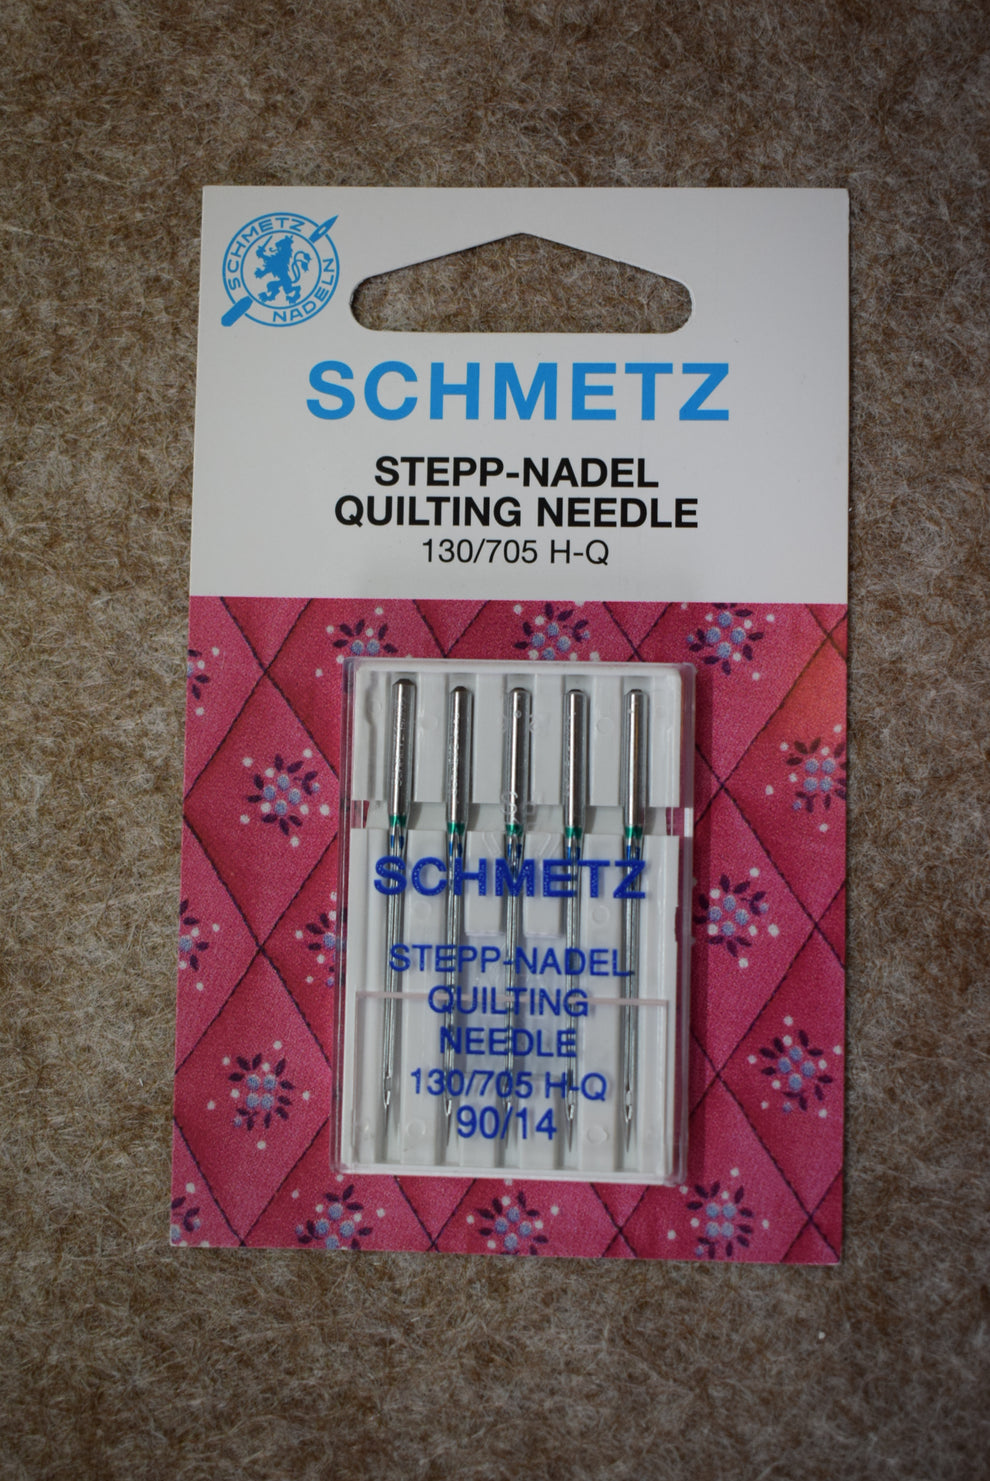 SCHMETZ
NADELN
SCHMETZ
STEPP-NADEL
QUILTING NEEDLE
130/705 H-Q
SCHMETZ
STEPP-NADEL
QUILTING
NEEDLE
130/705 H-Q
90/14